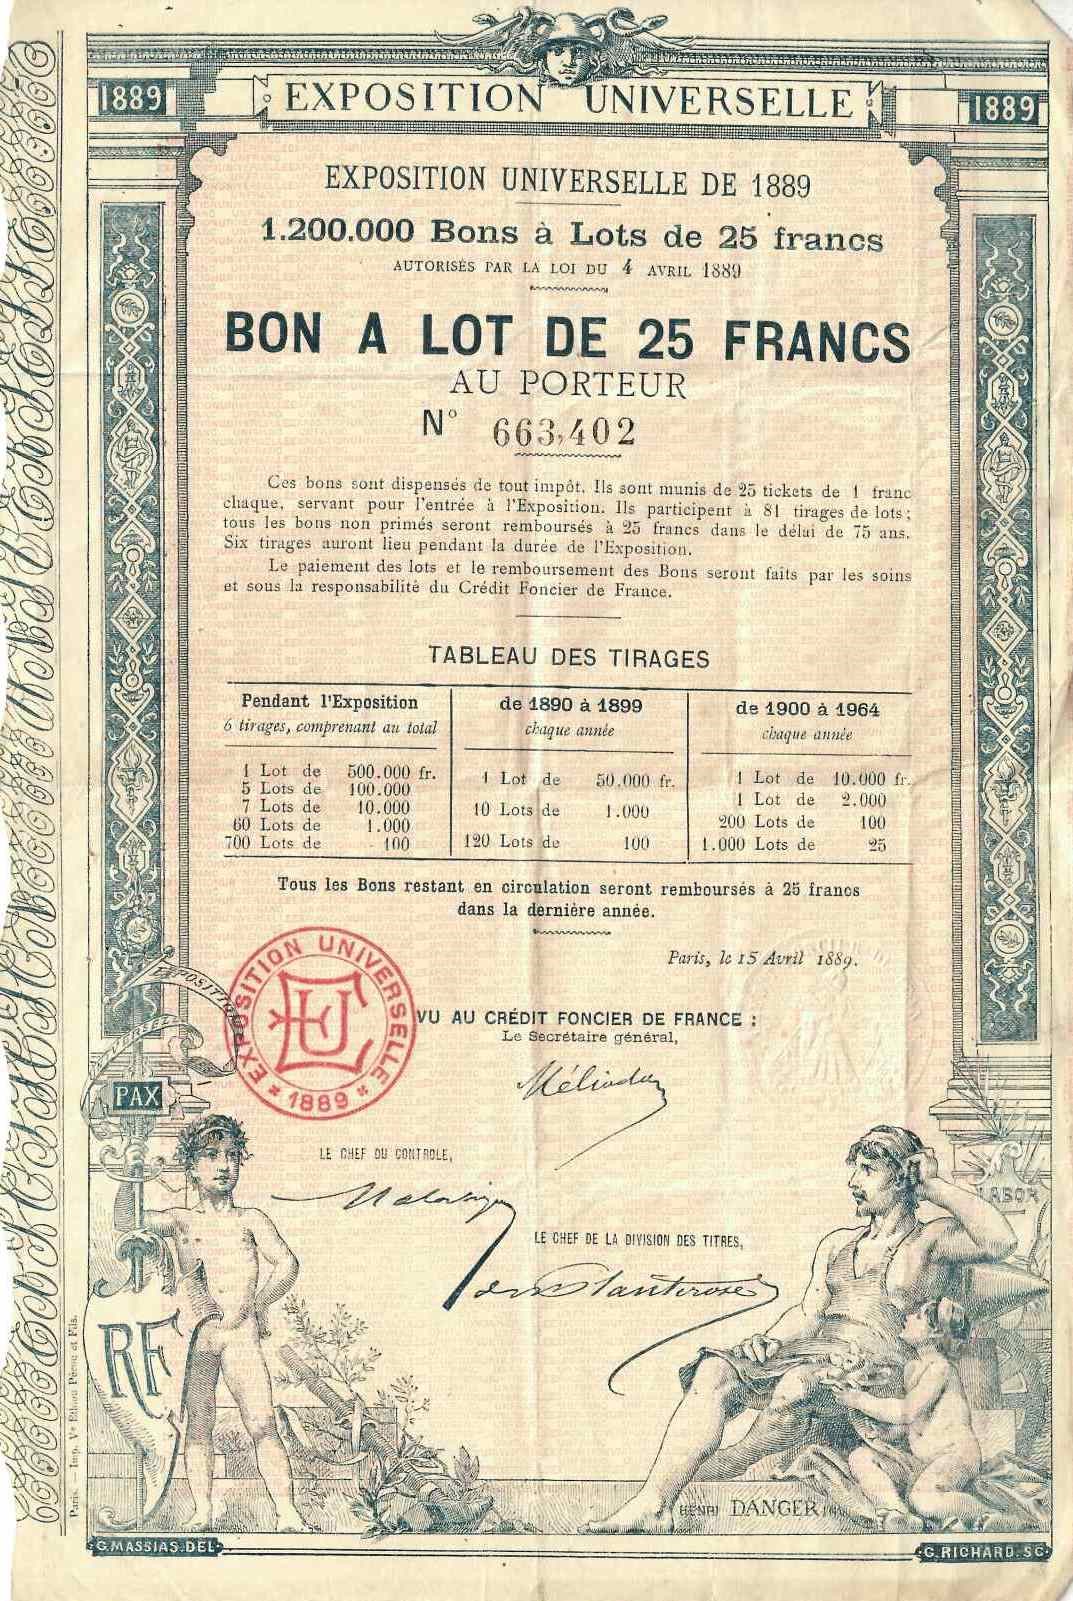 EXPOSITION UNIVERSELLE
1889
1889
EXPOSITION UNIVERSELLE DE 1889
1.200.000 Bons à Lots de 25 francs
AUTORISÉS PAR LA LOI DU 4 AVRIL 1889
BON A LOT DE 25 FRANCS
AU PORTEUR
N° 663,402
Ces bons sont dispensés de tout impôt. Ils sont munis de 25 tickets de 1 franc
chaque, servant pour l'entrée à l'Exposition. Ils participent à 81 tirages de lots;
tous les bons non primés seront remboursés à 25 francs dans le délai de 75 ans.
Six tirages auront lieu pendant la durée de l'Exposition.
Le paiement des lots et le remboursement des Bons seront faits par les soins
et sous la responsabilité du Crédit Foncier de France.
TABLEAU DES TIRAGES
Pendant l'Exposition
6 tirages, comprenant au total
1 Lot de 500.000 fr.
5 Lots de 100.000
7 Lots de 10.000
60 Lots de 1.000
700 Lots de 100
de 1890 à 1899
chaque année
1 Lot de 50.000 fr.
10 Lots de 1.000
120 Lots de 100
de 1900 à 1964
chaque année
1 Lot de 10.000 fr.
1 Lot de 2.000
200 Lots de 100
1.000 Lots de 25
Tous les Bons restant en circulation seront remboursés à 25 francs
dans la dernière année.
Paris, le 15 Avril 1889.
EXPOSITION UNIVERSELLE
* 1889 *
EU
VU AU CRÉDIT FONCIER DE FRANCE :
Le Secrétaire général,
LE CHEF DU CONTROLE,
LE CHEF DE LA DIVISION DES TITRES,
EXPOSITION
UNIVERSELLE
PAX
RF
LABOR
HENRI DANGER
Paris. — Imp. Vve Ethiou Pérou et Fils.
G. MASSIAS. DEL
C. RICHARD. SC